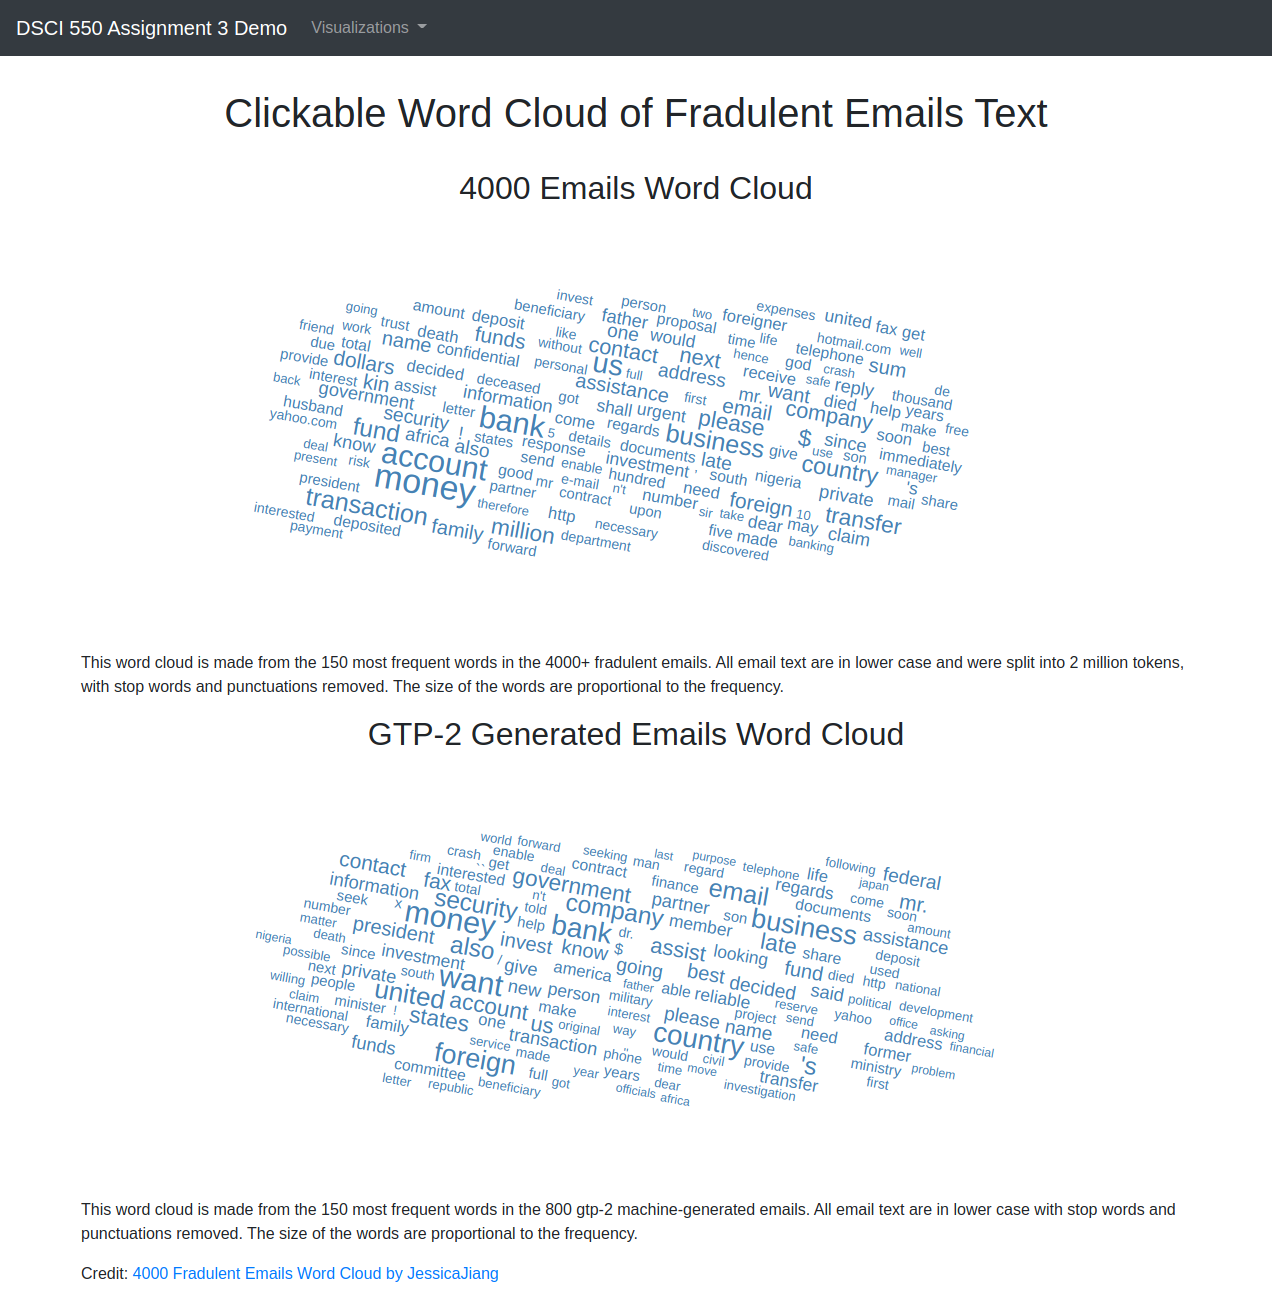 DSCI 550 Assignment 3 Demo Visualizations
Clickable Word Cloud of Fradulent Emails Text
4000 Emails Word Cloud
invest person expenses
going amount deposit beneficiary father proposal two foreigner united fax get
friend work trust death funds like one would time life hotmail.com well
due total name confidential without contact next hence god telephone sum
provide dollars decided personal us full address receive crash safe reply de
back interest kin assist deceased assistance first mr. want died thousand
government information got shall urgent email company help years
husband security letter bank come regards please since make free
yahoo.com fund africa ! states 5 details business $ soon best
deal know also response documents late give use son immediately
present risk account send enable investment , south nigeria country manager
president money good mr e-mail n't hundred need private 's share
transaction partner contract number foreign mail
interested therefore http upon sir take 10 transfer
payment deposited family million necessary dear may claim
forward department five made banking
discovered
This word cloud is made from the 150 most frequent words in the 4000+ fradulent emails. All email text are in lower case and were split into 2 million tokens,
with stop words and punctuations removed. The size of the words are proportional to the frequency.
GTP-2 Generated Emails Word Cloud
world forward
firm crash enable seeking last purpose following
contact `` get deal contract man regard telephone life federal
information fax interested government finance email regards japan
seek total n't partner documents come mr.
number x security told company son soon amount
matter money help bank member business assistance
nigeria death president dr. late deposit
possible since also invest know $ assist looking share used
next investment / give america going best fund died http national
willing people private south want new person father able decided said political development
claim minister united account make military reliable reserve yahoo office asking
international ! states us original interest please project send address financial
necessary family one transaction way name need former
funds service made phone .. country use safe ministry problem
foreign full year years would civil provide 's first
committee got time move transfer
letter republic beneficiary officials dear investigation
africa
This word cloud is made from the 150 most frequent words in the 800 gtp-2 machine-generated emails. All email text are in lower case with stop words and
punctuations removed. The size of the words are proportional to the frequency.
Credit: 4000 Fradulent Emails Word Cloud by JessicaJiang